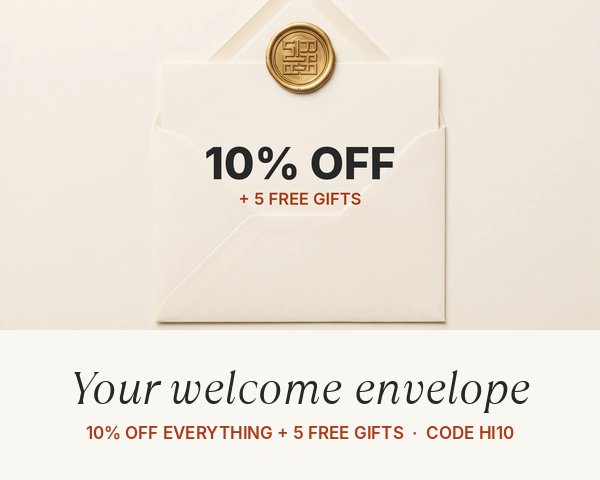 10% OFF
+ 5 FREE GIFTS
Your welcome envelope
10% OFF EVERYTHING + 5 FREE GIFTS · CODE HI10